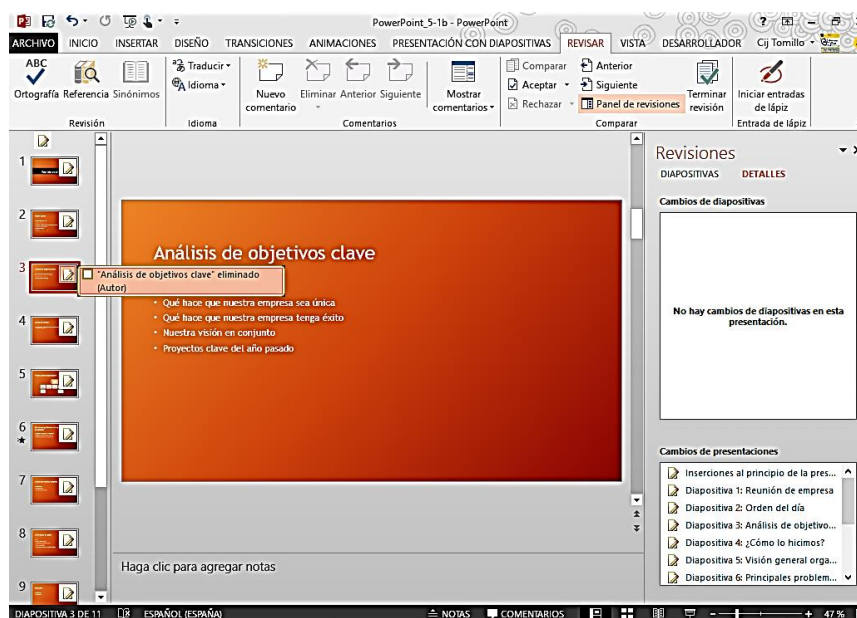 PowerPoint_5-1b - PowerPoint
ARCHIVO INICIO INSERTAR DISEÑO TRANSICIONES ANIMACIONES PRESENTACIÓN CON DIAPOSITIVAS REVISAR VISTA DESARROLLADOR Cij Tomillo
ABC
Ortografía Referencia Sinónimos
Revisión
Traducir
Idioma
Idioma
Nuevo comentario
Eliminar Anterior Siguiente
Mostrar comentarios
Comentarios
Comparar
Aceptar
Rechazar
Anterior
Siguiente
Panel de revisiones
Terminar revisión
Comparar
Iniciar entradas de lápiz
Entrada de lápiz
1
2
3
4
5
6
7
8
9
Análisis de objetivos clave
"Análisis de objetivos clave" eliminado
(Autor)
• Qué hace que nuestra empresa sea única
• Qué hace que nuestra empresa tenga éxito
• Nuestra visión en conjunto
• Proyectos clave del año pasado
Haga clic para agregar notas
Revisiones
DIAPOSITIVAS DETALLES
Cambios de diapositivas
No hay cambios de diapositivas en esta
presentación.
Cambios de presentaciones
Inserciones al principio de la pres...
Diapositiva 1: Reunión de empresa
Diapositiva 2: Orden del día
Diapositiva 3: Análisis de objetivo...
Diapositiva 4: ¿Cómo lo hicimos?
Diapositiva 5: Visión general orga...
Diapositiva 6: Principales problem...
DIAPOSITIVA 3 DE 11 ESPAÑOL (ESPAÑA) NOTAS COMENTARIOS 47 %